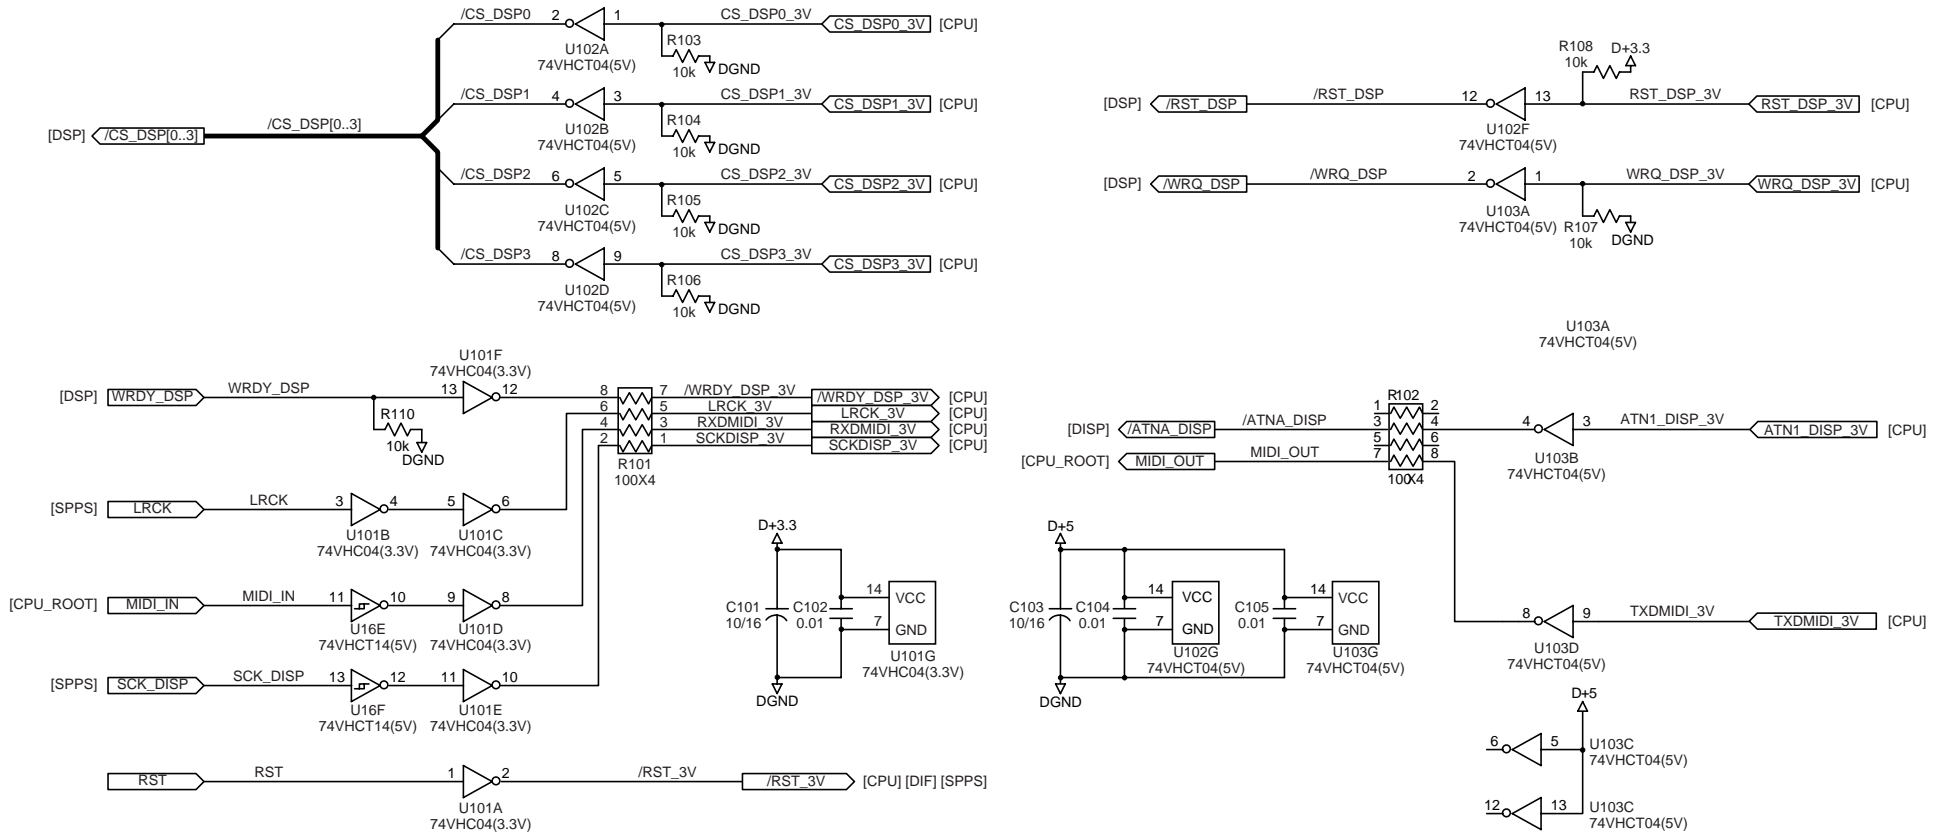 /CS_DSP0 2 1 CS_DSP0_3V CS_DSP0_3V [CPU]
U102A
74VHCT04(5V)
R103
10k
DGND
/CS_DSP1 4 3 CS_DSP1_3V CS_DSP1_3V [CPU]
U102B
74VHCT04(5V)
R104
10k
DGND
[DSP] /CS_DSP[0..3] /CS_DSP[0..3]
/CS_DSP2 6 5 CS_DSP2_3V CS_DSP2_3V [CPU]
U102C
74VHCT04(5V)
R105
10k
DGND
/CS_DSP3 8 9 CS_DSP3_3V CS_DSP3_3V [CPU]
U102D
74VHCT04(5V)
R106
10k
DGND
R108 D+3.3
10k
[DSP] /RST_DSP /RST_DSP 12 13 RST_DSP_3V RST_DSP_3V [CPU]
U102F
74VHCT04(5V)
[DSP] /WRQ_DSP /WRQ_DSP 2 1 WRQ_DSP_3V WRQ_DSP_3V [CPU]
U103A
74VHCT04(5V)
R107
10k
DGND
U103A
74VHCT04(5V)
U101F
74VHC04(3.3V)
[DSP] WRDY_DSP WRDY_DSP 13 12 8 7 /WRDY_DSP_3V /WRDY_DSP_3V [CPU]
6 5 LRCK_3V LRCK_3V [CPU]
4 3 RXDMIDI_3V RXDMIDI_3V [CPU]
2 1 SCKDISP_3V SCKDISP_3V [CPU]
R110
10k
DGND
R101
100X4
[SPPS] LRCK LRCK 3 4 5 6
U101B U101C
74VHC04(3.3V) 74VHC04(3.3V)
[CPU_ROOT] MIDI_IN MIDI_IN 11 10 9 8
U16E U101D
74VHCT14(5V) 74VHC04(3.3V)
[SPPS] SCK_DISP SCK_DISP 13 12 11 10
U16F U101E
74VHCT14(5V) 74VHC04(3.3V)
RST RST 1 2 /RST_3V /RST_3V [CPU] [DIF] [SPPS]
U101A
74VHC04(3.3V)
D+3.3
C101 C102
10/16 0.01
14 VCC
7 GND
U101G
74VHC04(3.3V)
DGND
D+5
C103 C104
10/16 0.01
14 VCC
7 GND
U102G
74VHCT04(5V)
C105
0.01
14 VCC
7 GND
U103G
74VHCT04(5V)
DGND
R102
1 2
[DISP] /ATNA_DISP /ATNA_DISP 3 4 4 3 ATN1_DISP_3V ATN1_DISP_3V [CPU]
5 6
[CPU_ROOT] MIDI_OUT MIDI_OUT 7 8
100X4
U103B
74VHCT04(5V)
8 9 TXDMIDI_3V TXDMIDI_3V [CPU]
U103D
74VHCT04(5V)
D+5
6 5 U103C
74VHCT04(5V)
12 13 U103C
74VHCT04(5V)